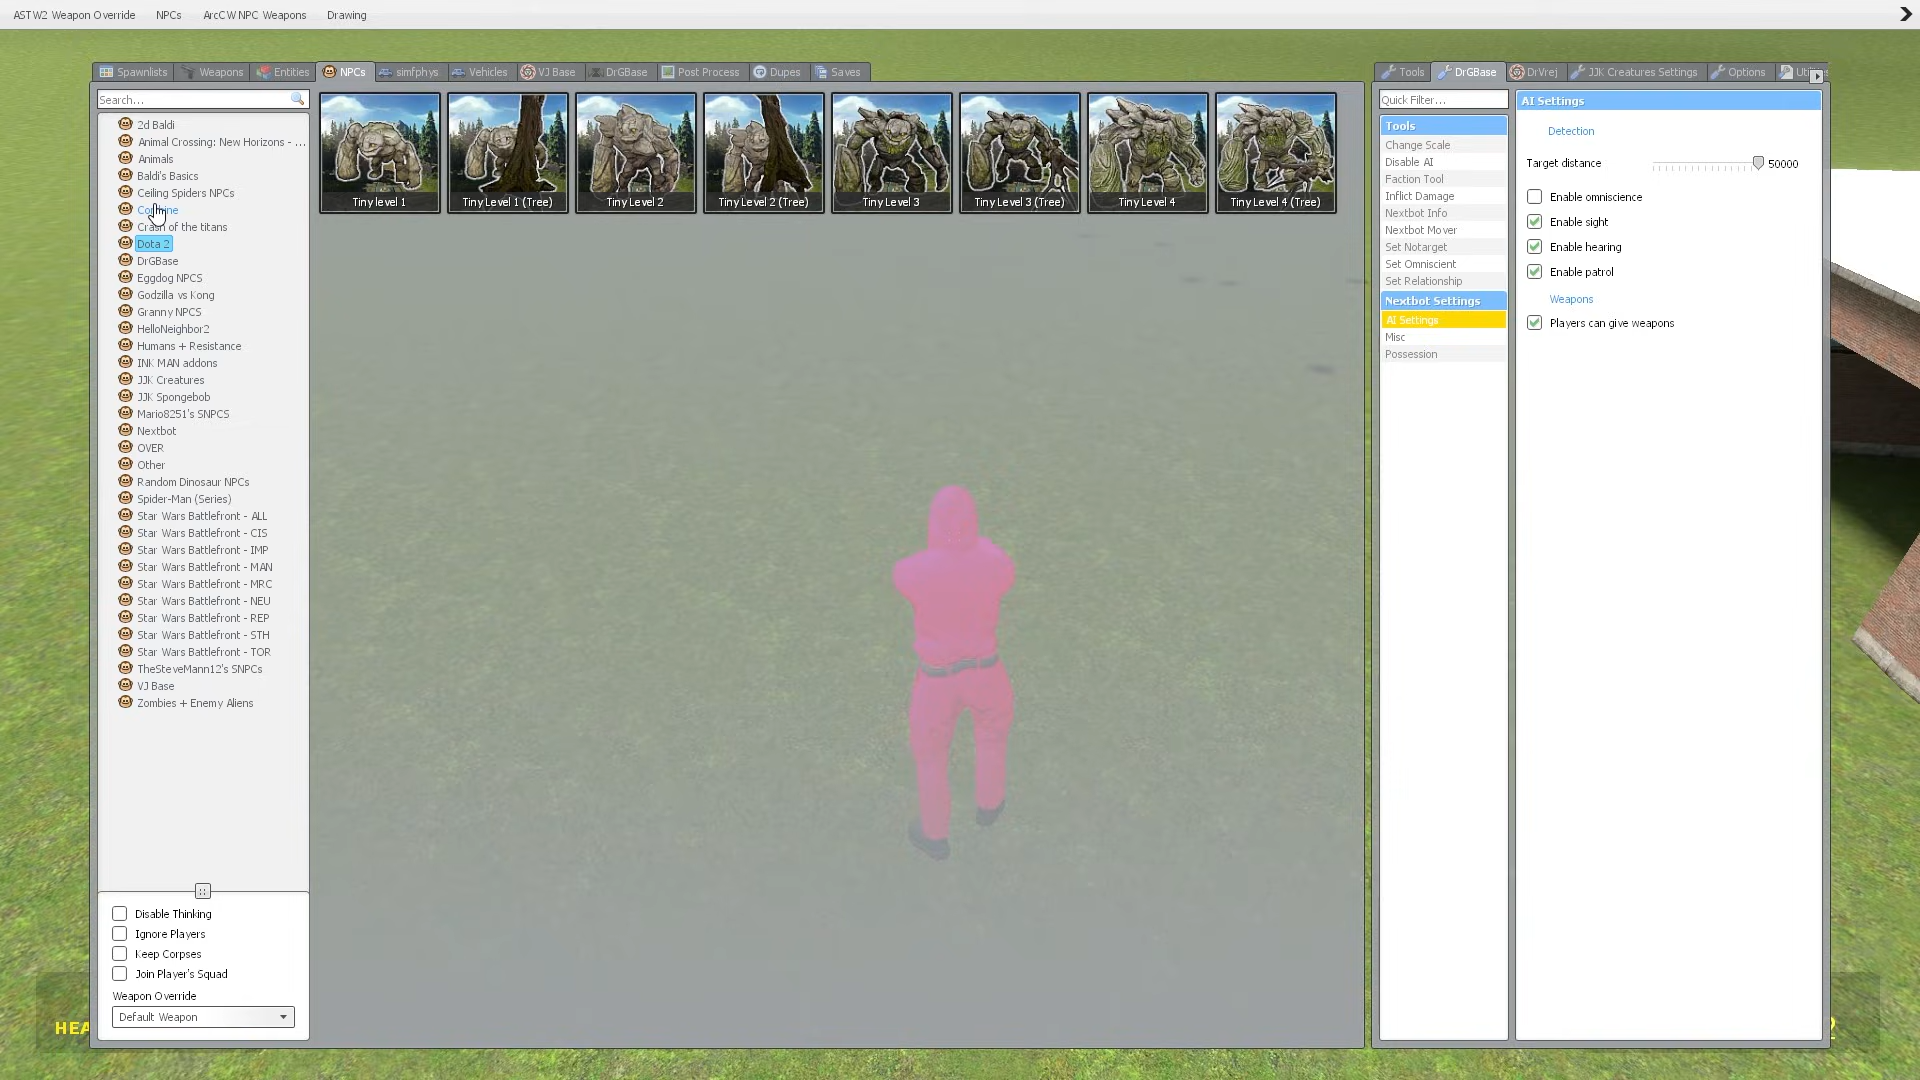 ASTW2 Weapon Override NPCs ArcCW NPC Weapons Drawing
Spawnlists Weapons Entities NPCs simfphys Vehicles VJ Base DrGBase Post Process Dupes Saves
Search...
2d Baldi
Animal Crossing: New Horizons - ...
Animals
Baldi's Basics
Ceiling Spiders NPCs
Combine
Crash of the titans
Dota 2
DrGBase
Eggdog NPCS
Godzilla vs Kong
Granny NPCS
HelloNeighbor2
Humans + Resistance
INK MAN addons
JJK Creatures
JJK Spongebob
Mario8251's SNPCS
Nextbot
OVER
Other
Random Dinosaur NPCs
Spider-Man (Series)
Star Wars Battlefront - ALL
Star Wars Battlefront - CIS
Star Wars Battlefront - IMP
Star Wars Battlefront - MAN
Star Wars Battlefront - MRC
Star Wars Battlefront - NEU
Star Wars Battlefront - REP
Star Wars Battlefront - STH
Star Wars Battlefront - TOR
TheSteveMann12's SNPCs
VJ Base
Zombies + Enemy Aliens
Disable Thinking
Ignore Players
Keep Corpses
Join Player's Squad
Weapon Override
Default Weapon
HEA
Tiny level 1 Tiny Level 1 (Tree) Tiny Level 2 Tiny Level 2 (Tree) Tiny Level 3 Tiny Level 3 (Tree) Tiny Level 4 Tiny Level 4 (Tree)
Tools DrGBase DrVrej JJK Creatures Settings Options Utili
Quick Filter...
Tools
Change Scale
Disable AI
Faction Tool
Inflict Damage
Nextbot Info
Nextbot Mover
Set Notarget
Set Omniscient
Set Relationship
Nextbot Settings
AI Settings
Misc
Possession
AI Settings
Detection
Target distance 50000
Enable omniscience
Enable sight
Enable hearing
Enable patrol
Weapons
Players can give weapons